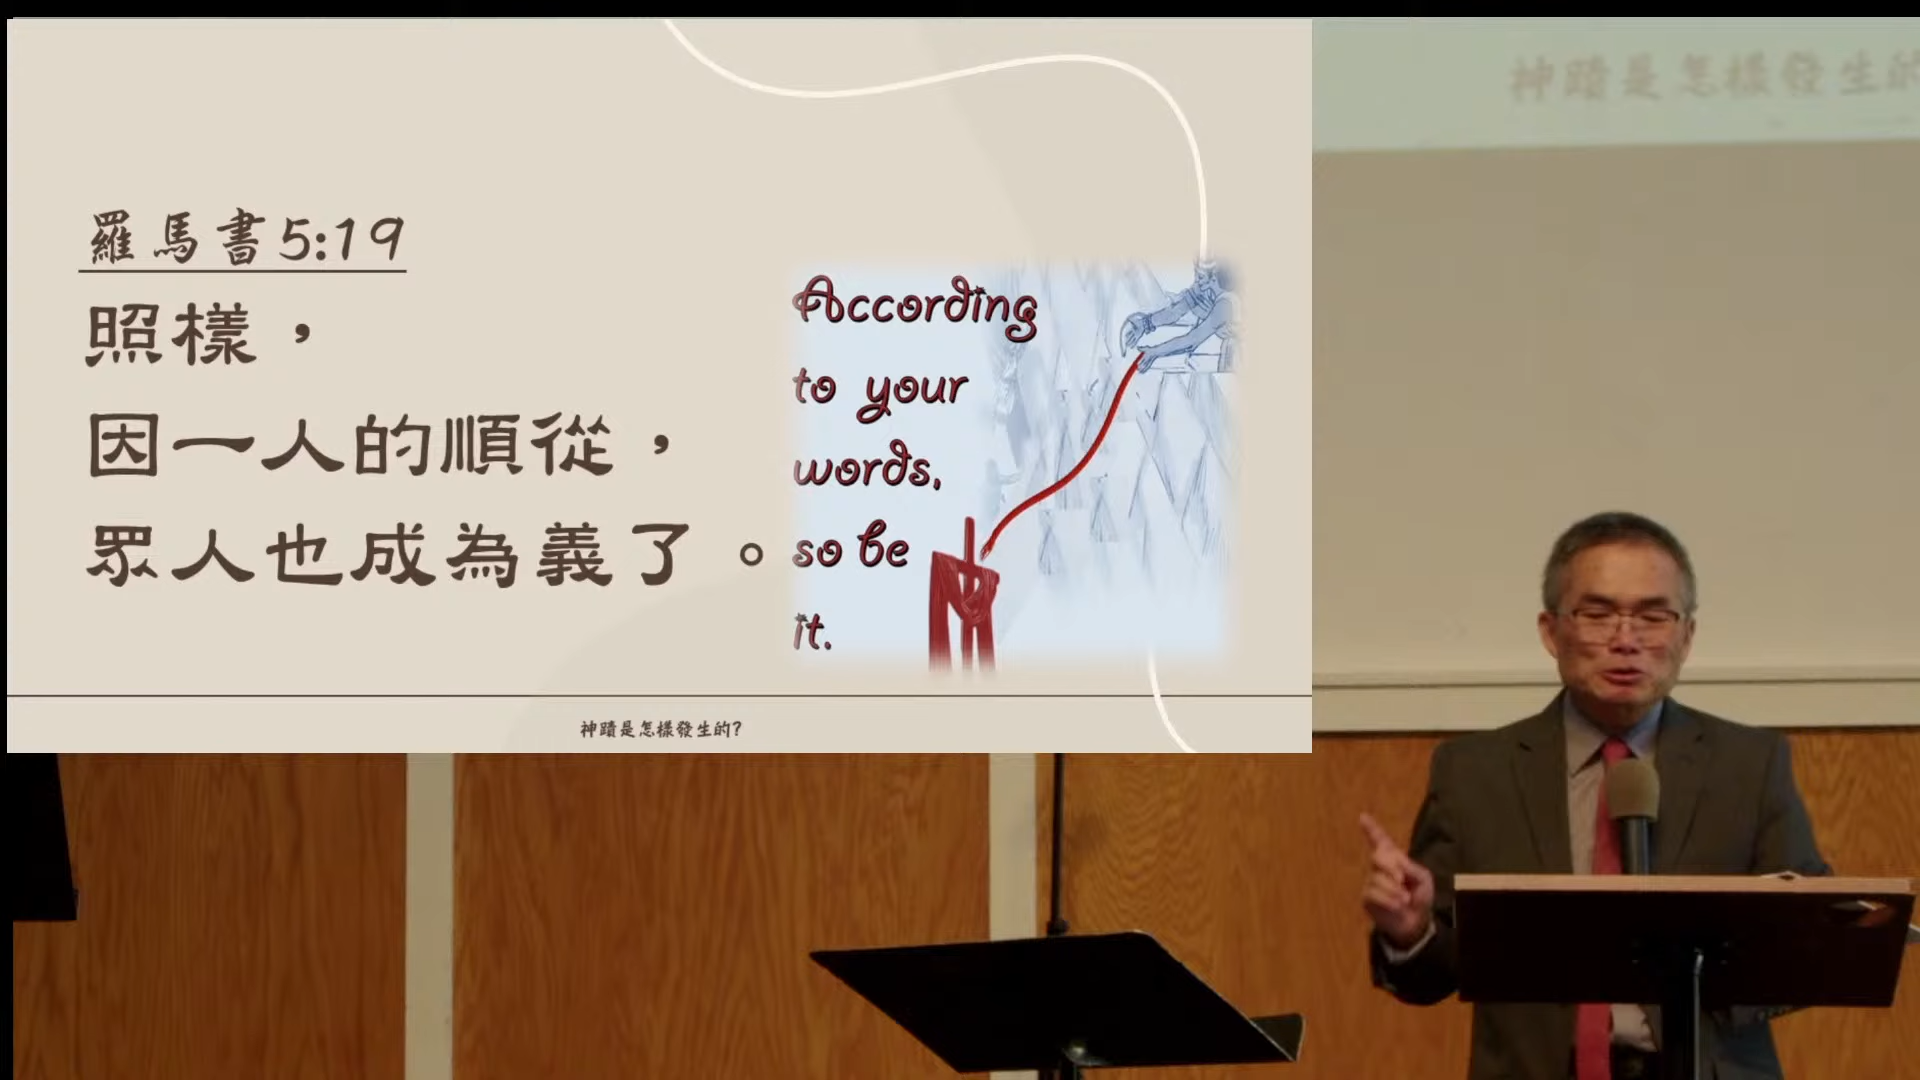 羅馬書5:19
照樣，
因一人的順從，
眾人也成為義了。
According
to your
words,
so be
it.
神蹟是怎樣發生的?
神蹟是怎樣發生的